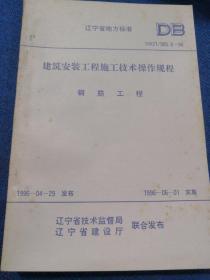 辽宁省地方标准
DB
建筑安装工程施工技术操作规程
钢筋工程
1996-04-29 发布
1996-06-01 实施
辽宁省技术监督局
辽宁省建设厅
联合发布